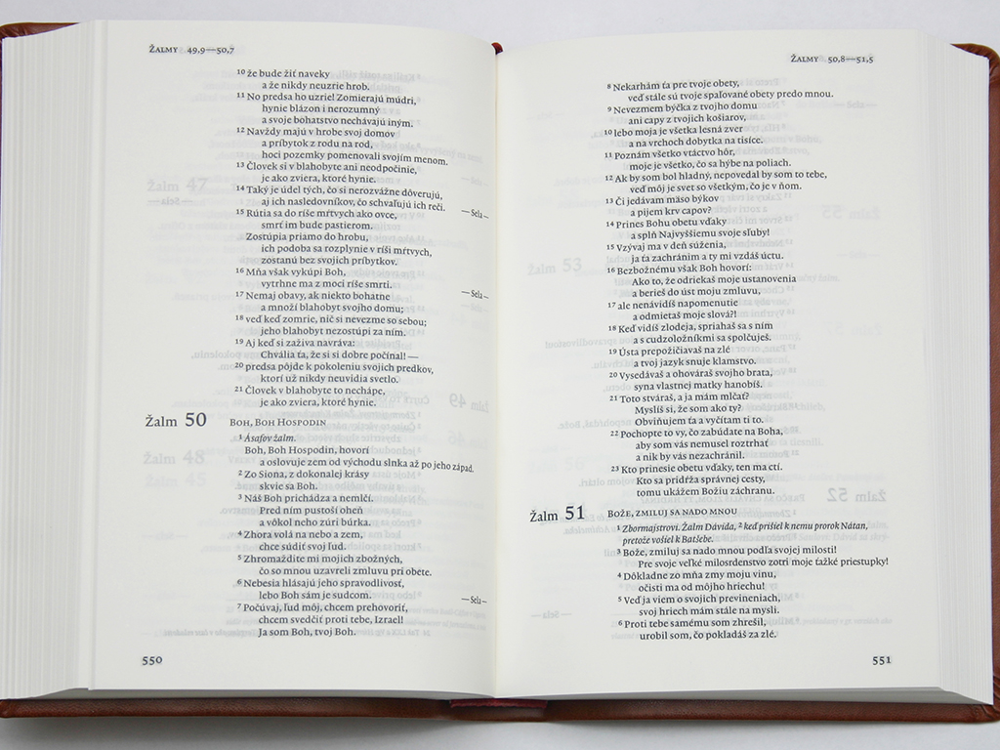 ŽALMY 49,9—50,7
10 že bude žiť naveky
a že nikdy neuzrie hrob.
11 No predsa ho uzrie! Zomierajú múdri,
hynie blázon i nerozumný
a svoje bohatstvo nechávajú iným.
12 Navždy majú v hrobe svoj domov
a príbytok z rodu na rod,
hoci pozemky pomenovali svojím menom.
13 Človek si v blahobyte ani neodpočinie,
je ako zviera, ktoré hynie.
14 Taký je údel tých, čo si nerozvážne dôverujú,
aj ich nasledovníkov, čo schvaľujú ich reči. —Sela—
15 Rútia sa do ríše mŕtvych ako ovce,
smrť im bude pastierom.
Zostúpia priamo do hrobu,
ich podoba sa rozplynie v ríši mŕtvych,
zostanú bez svojich príbytkov.
16 Mňa však vykúpi Boh,
vytrhne ma z moci ríše smrti. —Sela—
17 Nemaj obavy, ak niekto bohatne
a množí blahobyt svojho domu;
18 veď keď zomrie, nič si nevezme so sebou;
jeho blahobyt nezostúpi za ním.
19 Aj keď si zaživa navráva:
Chvália ťa, že si si dobre počínal! —
20 predsa pôjde k pokoleniu svojich predkov,
ktorí už nikdy neuvidia svetlo.
21 Človek v blahobyte to nechápe,
je ako zviera, ktoré hynie.
Žalm 50 BOH, BOH HOSPODIN
1 Ásafov žalm.
Boh, Boh Hospodin, hovorí
a oslovuje zem od východu slnka až po jeho západ.
2 Zo Siona, z dokonalej krásy
skvie sa Boh.
3 Náš Boh prichádza a nemlčí.
Pred ním pustoší oheň
a vôkol neho zúri búrka.
4 Zhora volá na nebo a zem,
chce súdiť svoj ľud.
5 Zhromaždite mi mojich zbožných,
čo so mnou uzavreli zmluvu pri obete.
6 Nebesia hlásajú jeho spravodlivosť,
lebo Boh sám je sudcom. —Sela—
7 Počúvaj, ľud môj, chcem prehovoriť,
chcem svedčiť proti tebe, Izrael!
Ja som Boh, tvoj Boh.
550
ŽALMY 50,8—51,5
8 Nekarhám ťa pre tvoje obety,
veď stále sú tvoje spaľované obety predo mnou.
9 Nevezmem býčka z tvojho domu
ani capy z tvojich košiarov,
10 lebo moja je všetka lesná zver
a na vrchoch dobytka na tisíce.
11 Poznám všetko vtáctvo hôr,
moje je všetko, čo sa hýbe na poliach.
12 Ak by som bol hladný, nepovedal by som to tebe,
veď môj je svet so všetkým, čo je v ňom.
13 Či jedávam mäso býkov
a pijem krv capov?
14 Prines Bohu obetu vďaky
a splň Najvyššiemu svoje sľuby!
15 Vzývaj ma v deň súženia,
ja ťa zachránim a ty mi vzdáš úctu.
16 Bezbožnému však Boh hovorí:
Ako to, že odriekaš moje ustanovenia
a berieš do úst moju zmluvu,
17 ale nenávidíš napomenutie
a odmietaš moje slová?!
18 Keď vidíš zlodeja, spriahaš sa s ním
a s cudzoložníkmi sa spolčuješ.
19 Ústa prepožičiavaš na zlé
a tvoj jazyk snuje klamstvo.
20 Vysedávaš a ohováraš svojho brata,
syna vlastnej matky hanobíš.
21 Toto stváraš, a ja mám mlčať?
Myslíš si, že som ako ty?
Obviňujem ťa a vyčítam ti to.
22 Pochopte to vy, čo zabúdate na Boha,
aby som vás nemusel roztrhať
a nik by vás nezachránil.
23 Kto prinesie obetu vďaky, ten ma ctí.
Kto sa pridŕža správnej cesty,
tomu ukážem Božiu záchranu.
Žalm 51 BOŽE, ZMILUJ SA NADO MNOU
1 Zbormajstrovi. Žalm Dávida, 2 keď prišiel k nemu prorok Nátan,
pretože vošiel k Batšebe.
3 Bože, zmiluj sa nado mnou podľa svojej milosti!
Pre svoje veľké milosrdenstvo zotri moje ťažké priestupky!
4 Dôkladne zo mňa zmy moju vinu,
očisti ma od môjho hriechu!
5 Veď ja viem o svojich previneniach,
svoj hriech mám stále na mysli.
6 Proti tebe samému som zhrešil,
urobil som, čo pokladáš za zlé.
551